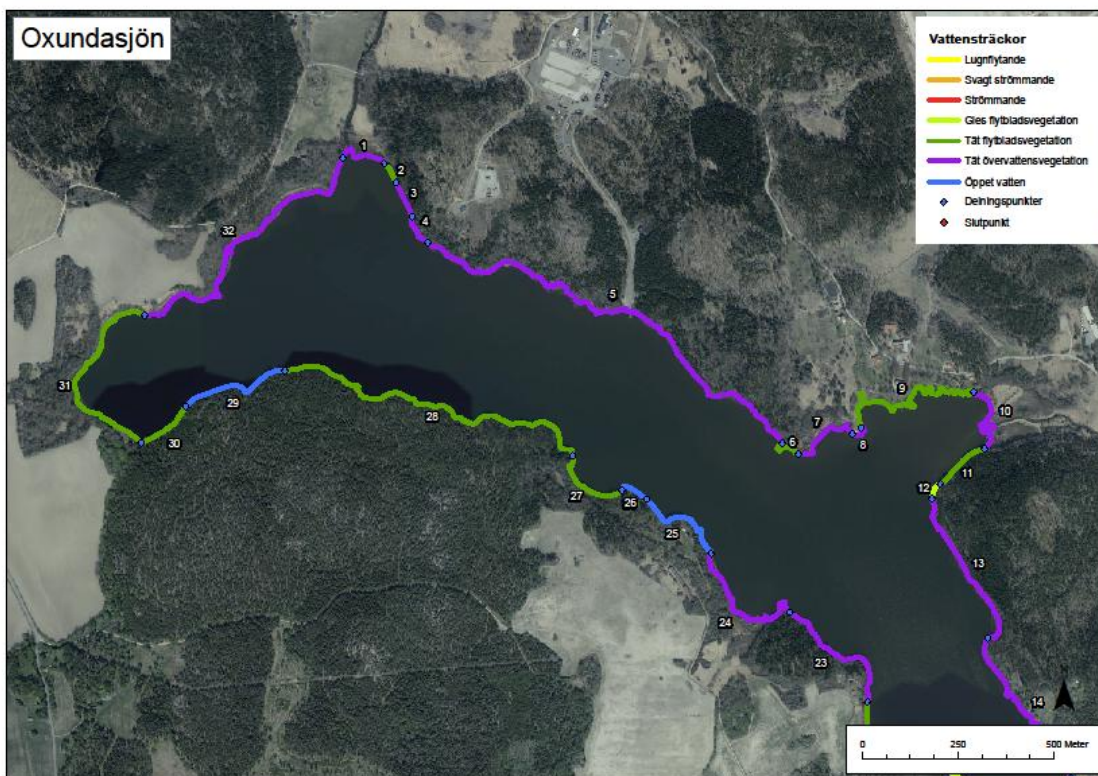 Oxundasjön
Vattensträckor
Lugnflytande
Svagt strömmande
Strömmande
Gles flytbladsvegetation
Tät flytbladsvegetation
Tät övervattensvegetation
Öppet vatten
Delningspunkter
Slutpunkt
1
2
3
4
32
5
31
29
30
28
9
10
7
8
6
11
12
27
26
25
13
24
23
14
N
0 250 500 Meter